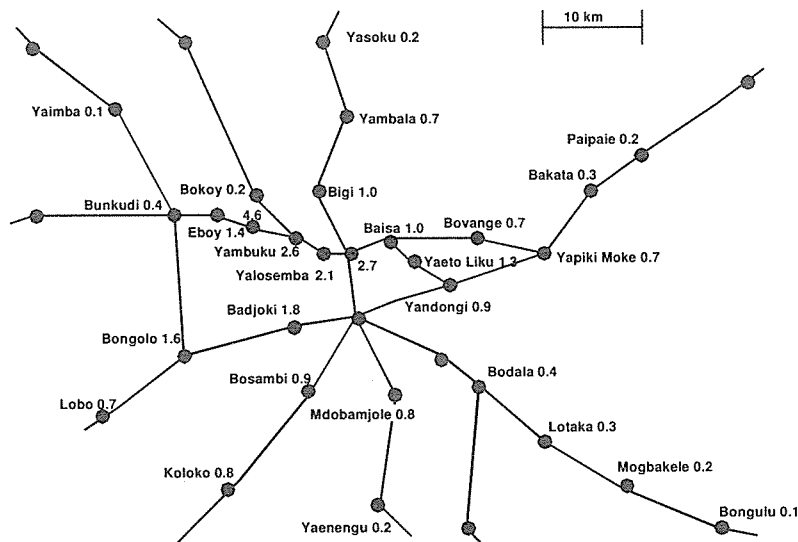 10 km
Yasoku 0.2
Yaimba 0.1
Yambala 0.7
Paipaie 0.2
Bakata 0.3
Bokoy 0.2
Bigi 1.0
Bunkudi 0.4
4.6
Baisa 1.0
Bovange 0.7
Eboy 1.4
Yambuku 2.6
Yalosemba 2.1
2.7
Yaeto Liku 1.3
Yapiki Moke 0.7
Yandongi 0.9
Badjoki 1.8
Bongolo 1.6
Bosambi 0.9
Bodala 0.4
Lobo 0.7
Mdobamjole 0.8
Lotaka 0.3
Koloko 0.8
Mogbakele 0.2
Yaenengu 0.2
Bongulu 0.1